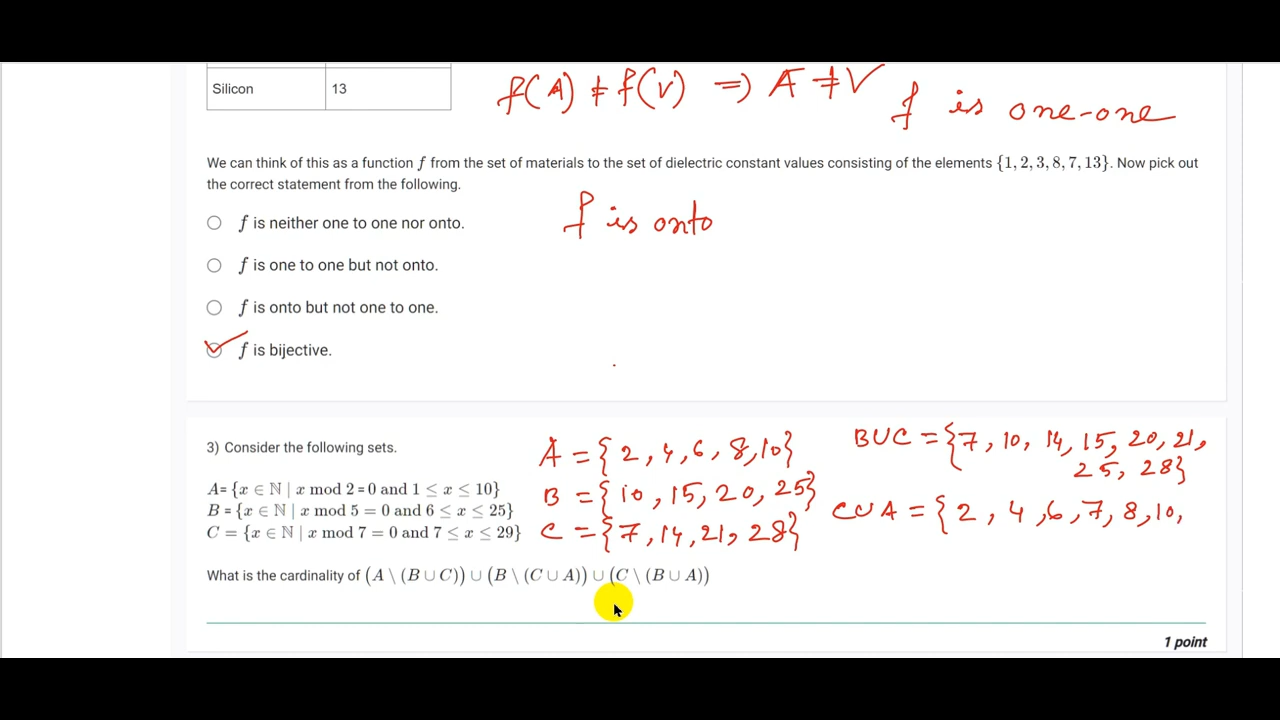 Silicon 13
f(A) ≠ f(V) ⇒ A ≠ V f is one-one
We can think of this as a function f from the set of materials to the set of dielectric constant values consisting of the elements {1, 2, 3, 8, 7, 13}. Now pick out
the correct statement from the following.
f is neither one to one nor onto.
f is onto
f is one to one but not onto.
f is onto but not one to one.
f is bijective.
3) Consider the following sets.
A = {2, 4, 6, 8, 10}
B∪C = {7, 10, 14, 15, 20, 21,
25, 28}
A= {x ∈ ℕ | x mod 2 = 0 and 1 ≤ x ≤ 10}
B = {10, 15, 20, 25}
B = {x ∈ ℕ | x mod 5 = 0 and 6 ≤ x ≤ 25}
C∪A = {2, 4, 6, 7, 8, 10,
C = {x ∈ ℕ | x mod 7 = 0 and 7 ≤ x ≤ 29}
C = {7, 14, 21, 28}
What is the cardinality of (A \ (B ∪ C)) ∪ (B \ (C ∪ A)) ∪ (C \ (B ∪ A))
1 point